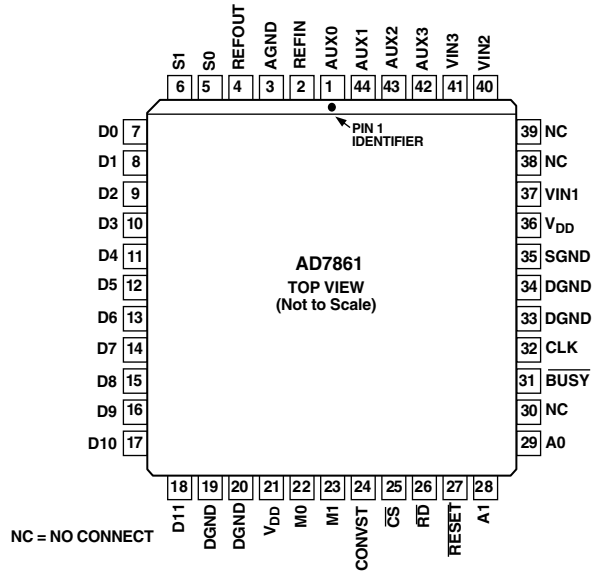 S1 S0 REFOUT AGND REFIN AUX0 AUX1 AUX2 AUX3 VIN3 VIN2
6 5 4 3 2 1 44 43 42 41 40
PIN 1
IDENTIFIER
D0 7
D1 8
D2 9
D3 10
D4 11
D5 12
D6 13
D7 14
D8 15
D9 16
D10 17
AD7861
TOP VIEW
(Not to Scale)
39 NC
38 NC
37 VIN1
36 VDD
35 SGND
34 DGND
33 DGND
32 CLK
31 BUSY
30 NC
29 A0
18 19 20 21 22 23 24 25 26 27 28
D11 DGND DGND VDD M0 M1 CONVST CS RD RESET A1
NC = NO CONNECT